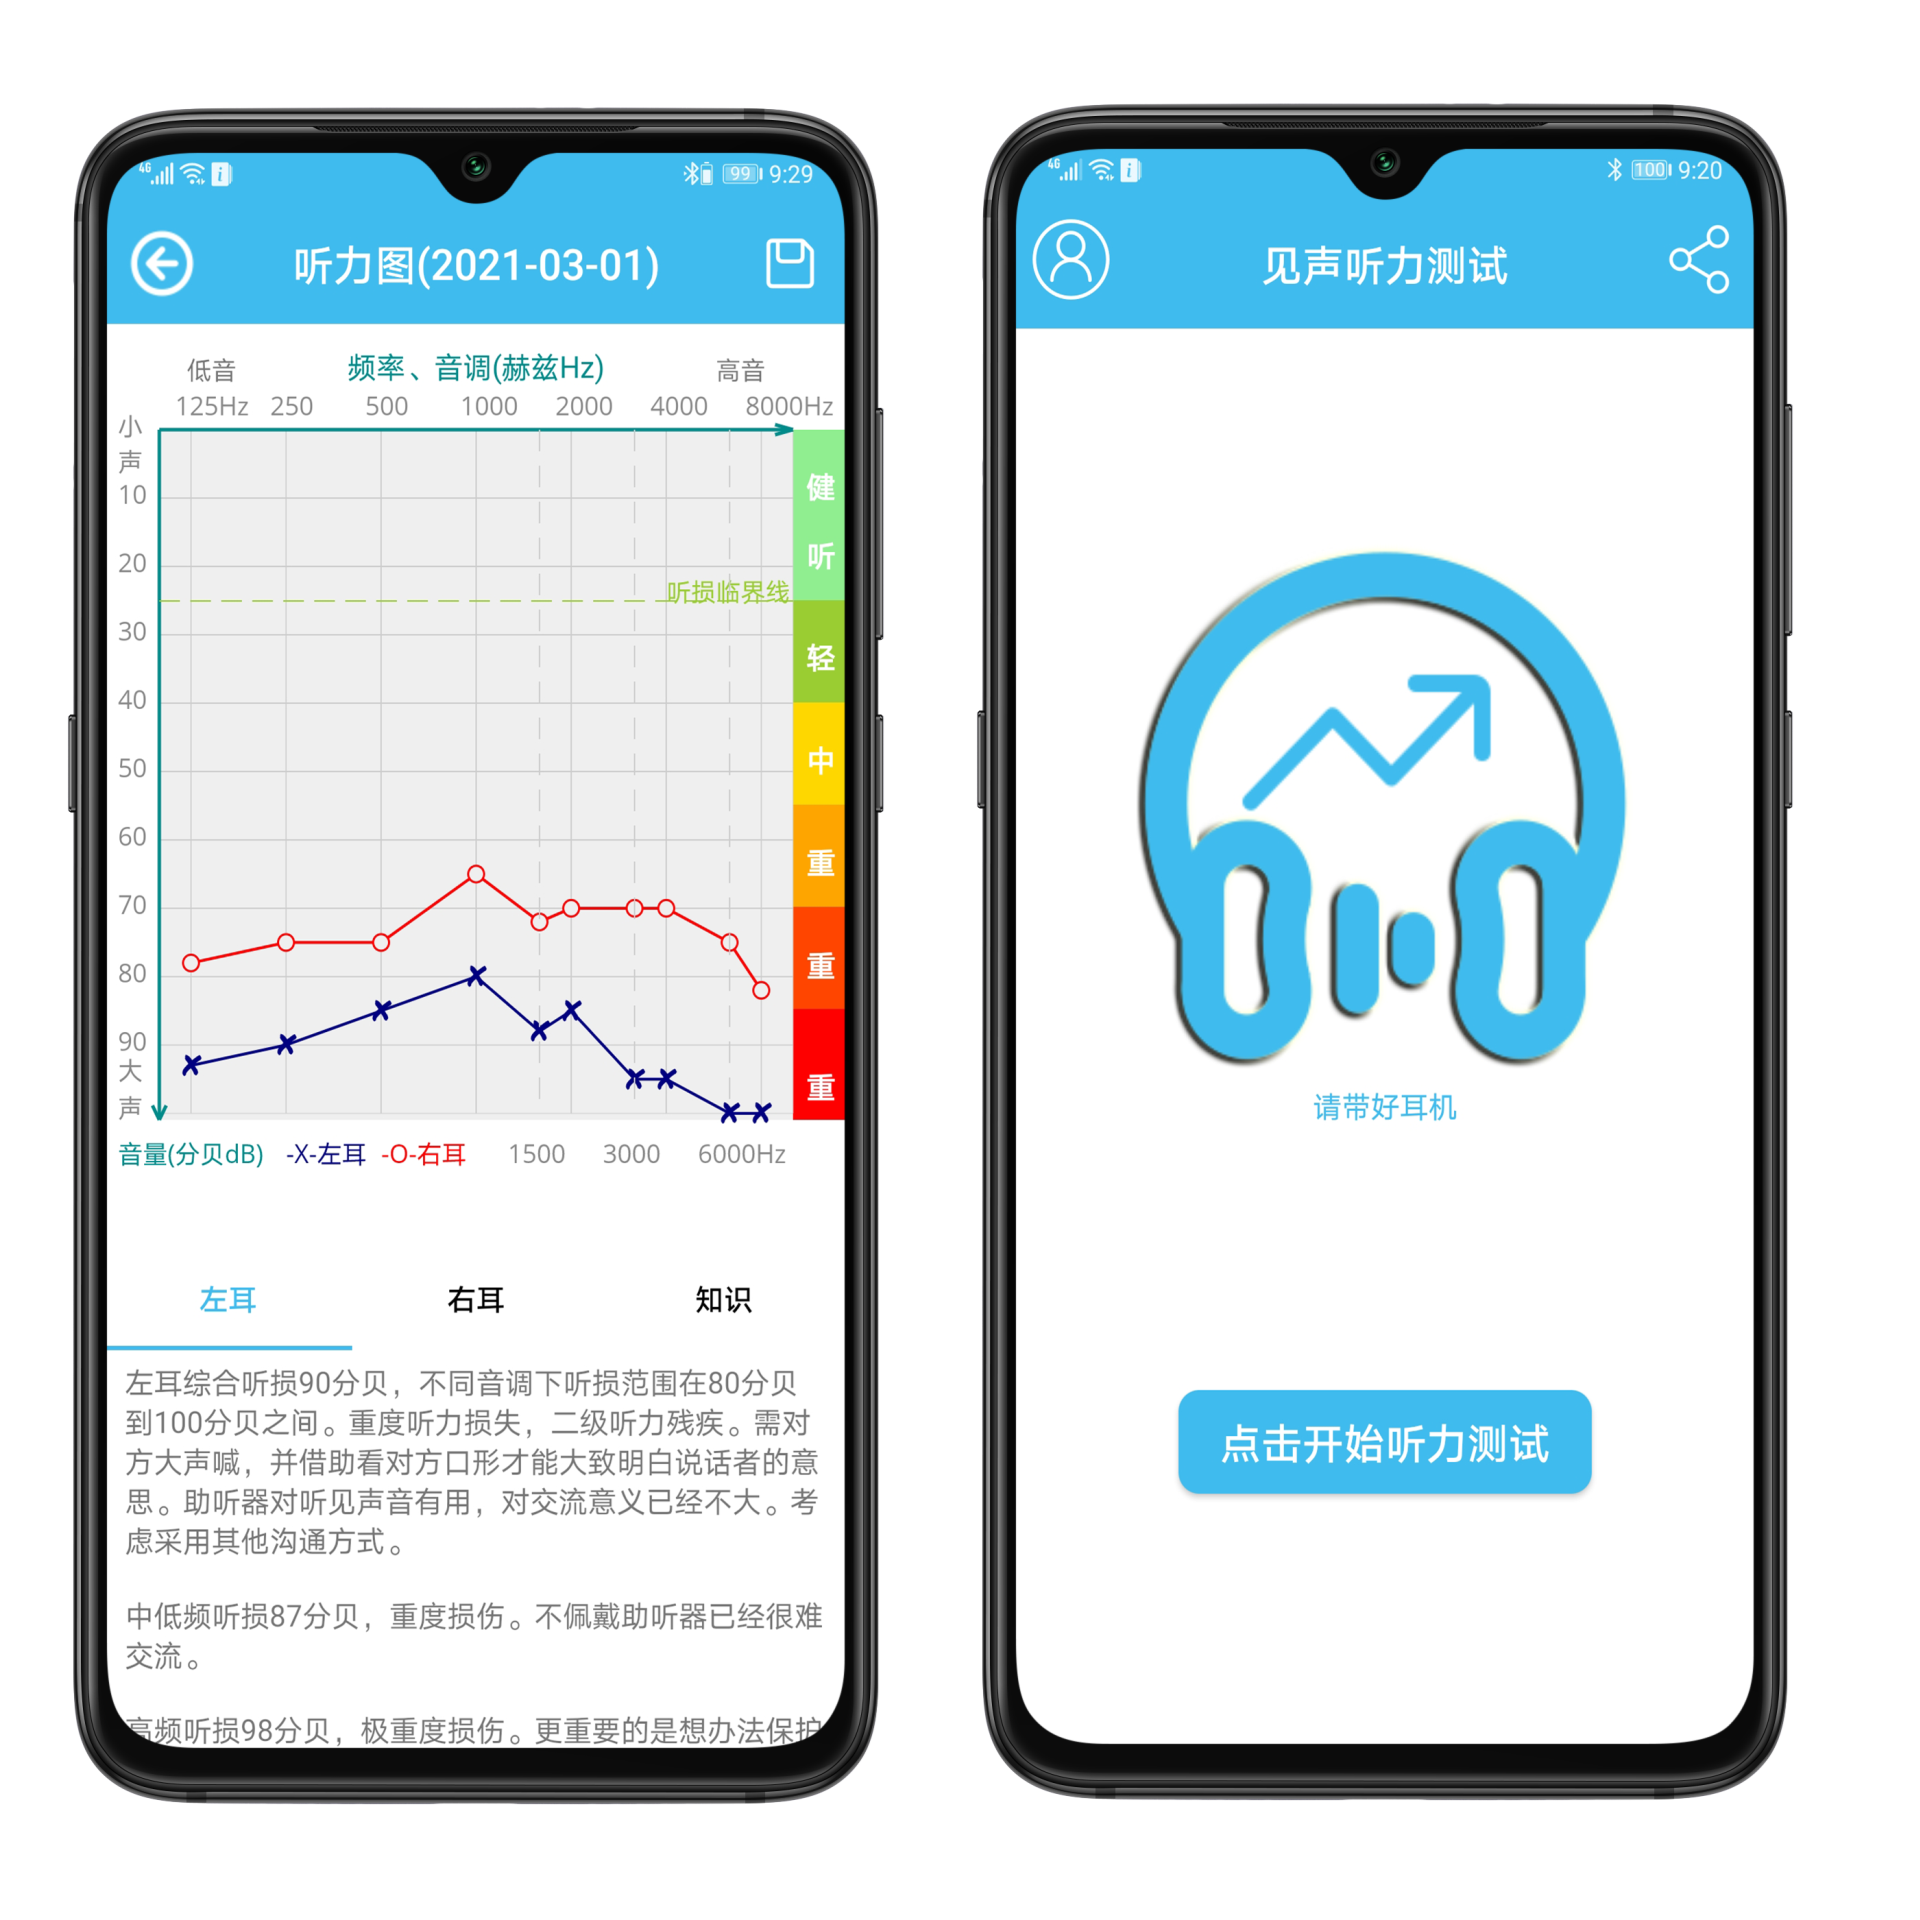 4G
99
9:29
听力图(2021-03-01)
低音
频率、音调(赫兹Hz)
高音
125Hz 250 500 1000 2000 4000 8000Hz
小
声
10
20
30
40
50
60
70
80
90
大
声
听损临界线
健
听
轻
中
重
重
重
音量(分贝dB) -X-左耳 -O-右耳 1500 3000 6000Hz
左耳 右耳 知识
左耳综合听损90分贝，不同音调下听损范围在80分贝
到100分贝之间。重度听力损失，二级听力残疾。需对
方大声喊，并借助看对方口形才能大致明白说话者的意
思。助听器对听见声音有用，对交流意义已经不大。考
虑采用其他沟通方式。
中低频听损87分贝，重度损伤。不佩戴助听器已经很难
交流。
高频听损98分贝，极重度损伤。更重要的是想办法保护
4G
100
9:20
见声听力测试
请带好耳机
点击开始听力测试